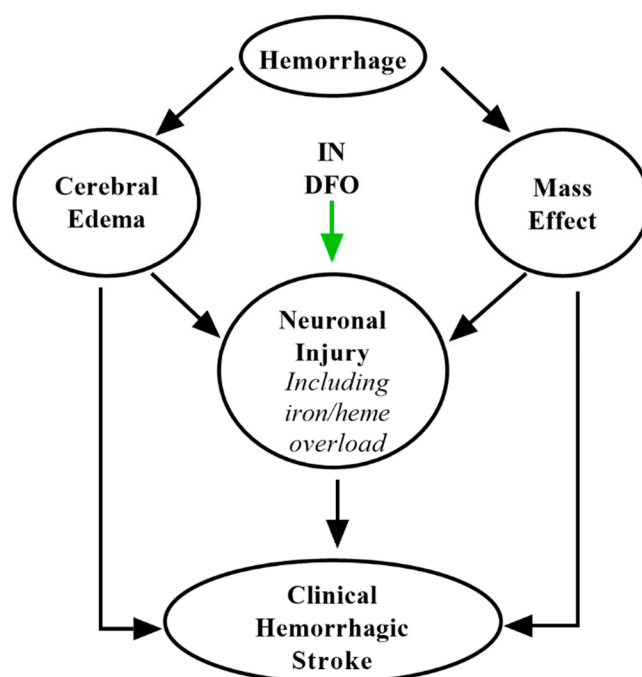 Hemorrhage
Cerebral
Edema
IN
DFO
Mass
Effect
Neuronal
Injury
Including
iron/heme
overload
Clinical
Hemorrhagic
Stroke